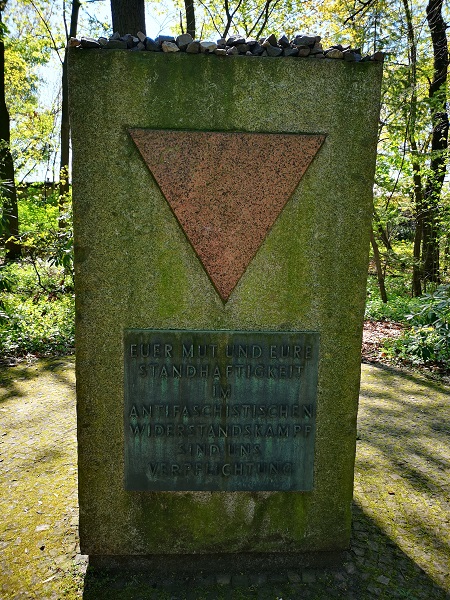 EUER MUT UND EURE
STANDHAFTIGKEIT
IM
ANTIFASCHISTISCHEN
WIDERSTANDSKAMPF
SIND UNS
VERPFLICHTUNG